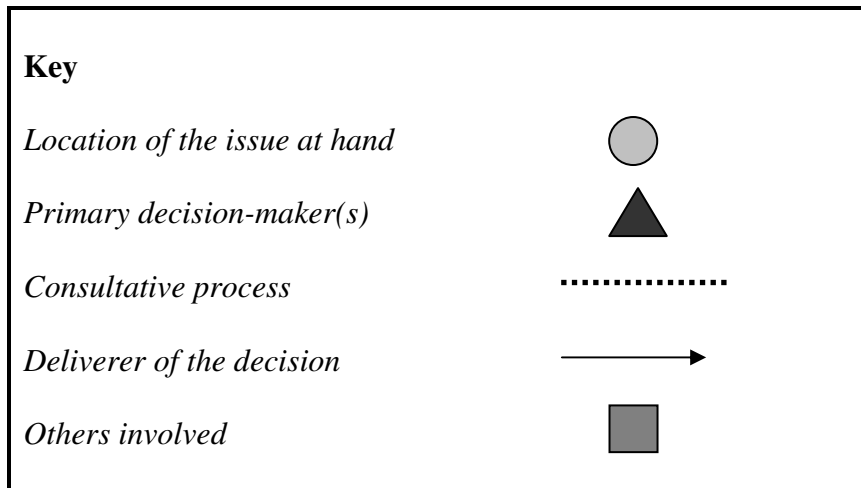 Key
Location of the issue at hand
Primary decision-maker(s)
Consultative process
Deliverer of the decision
Others involved